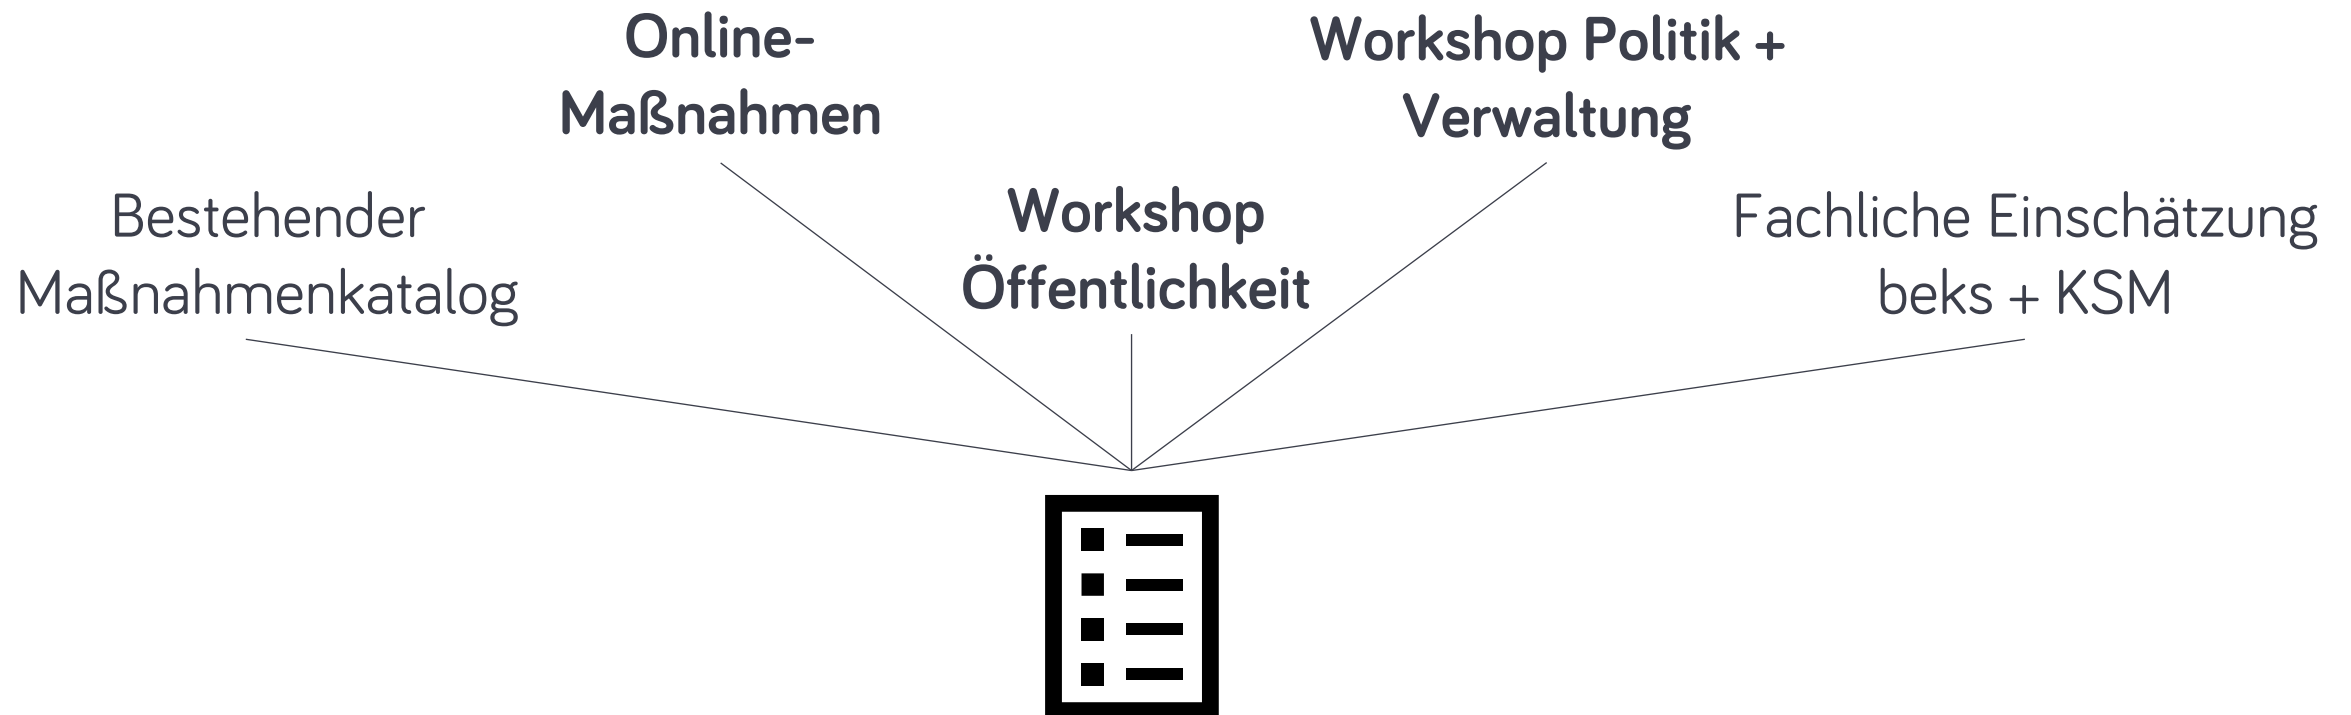 Online-
Maßnahmen
Workshop Politik +
Verwaltung
Bestehender
Maßnahmenkatalog
Workshop
Öffentlichkeit
Fachliche Einschätzung
beks + KSM